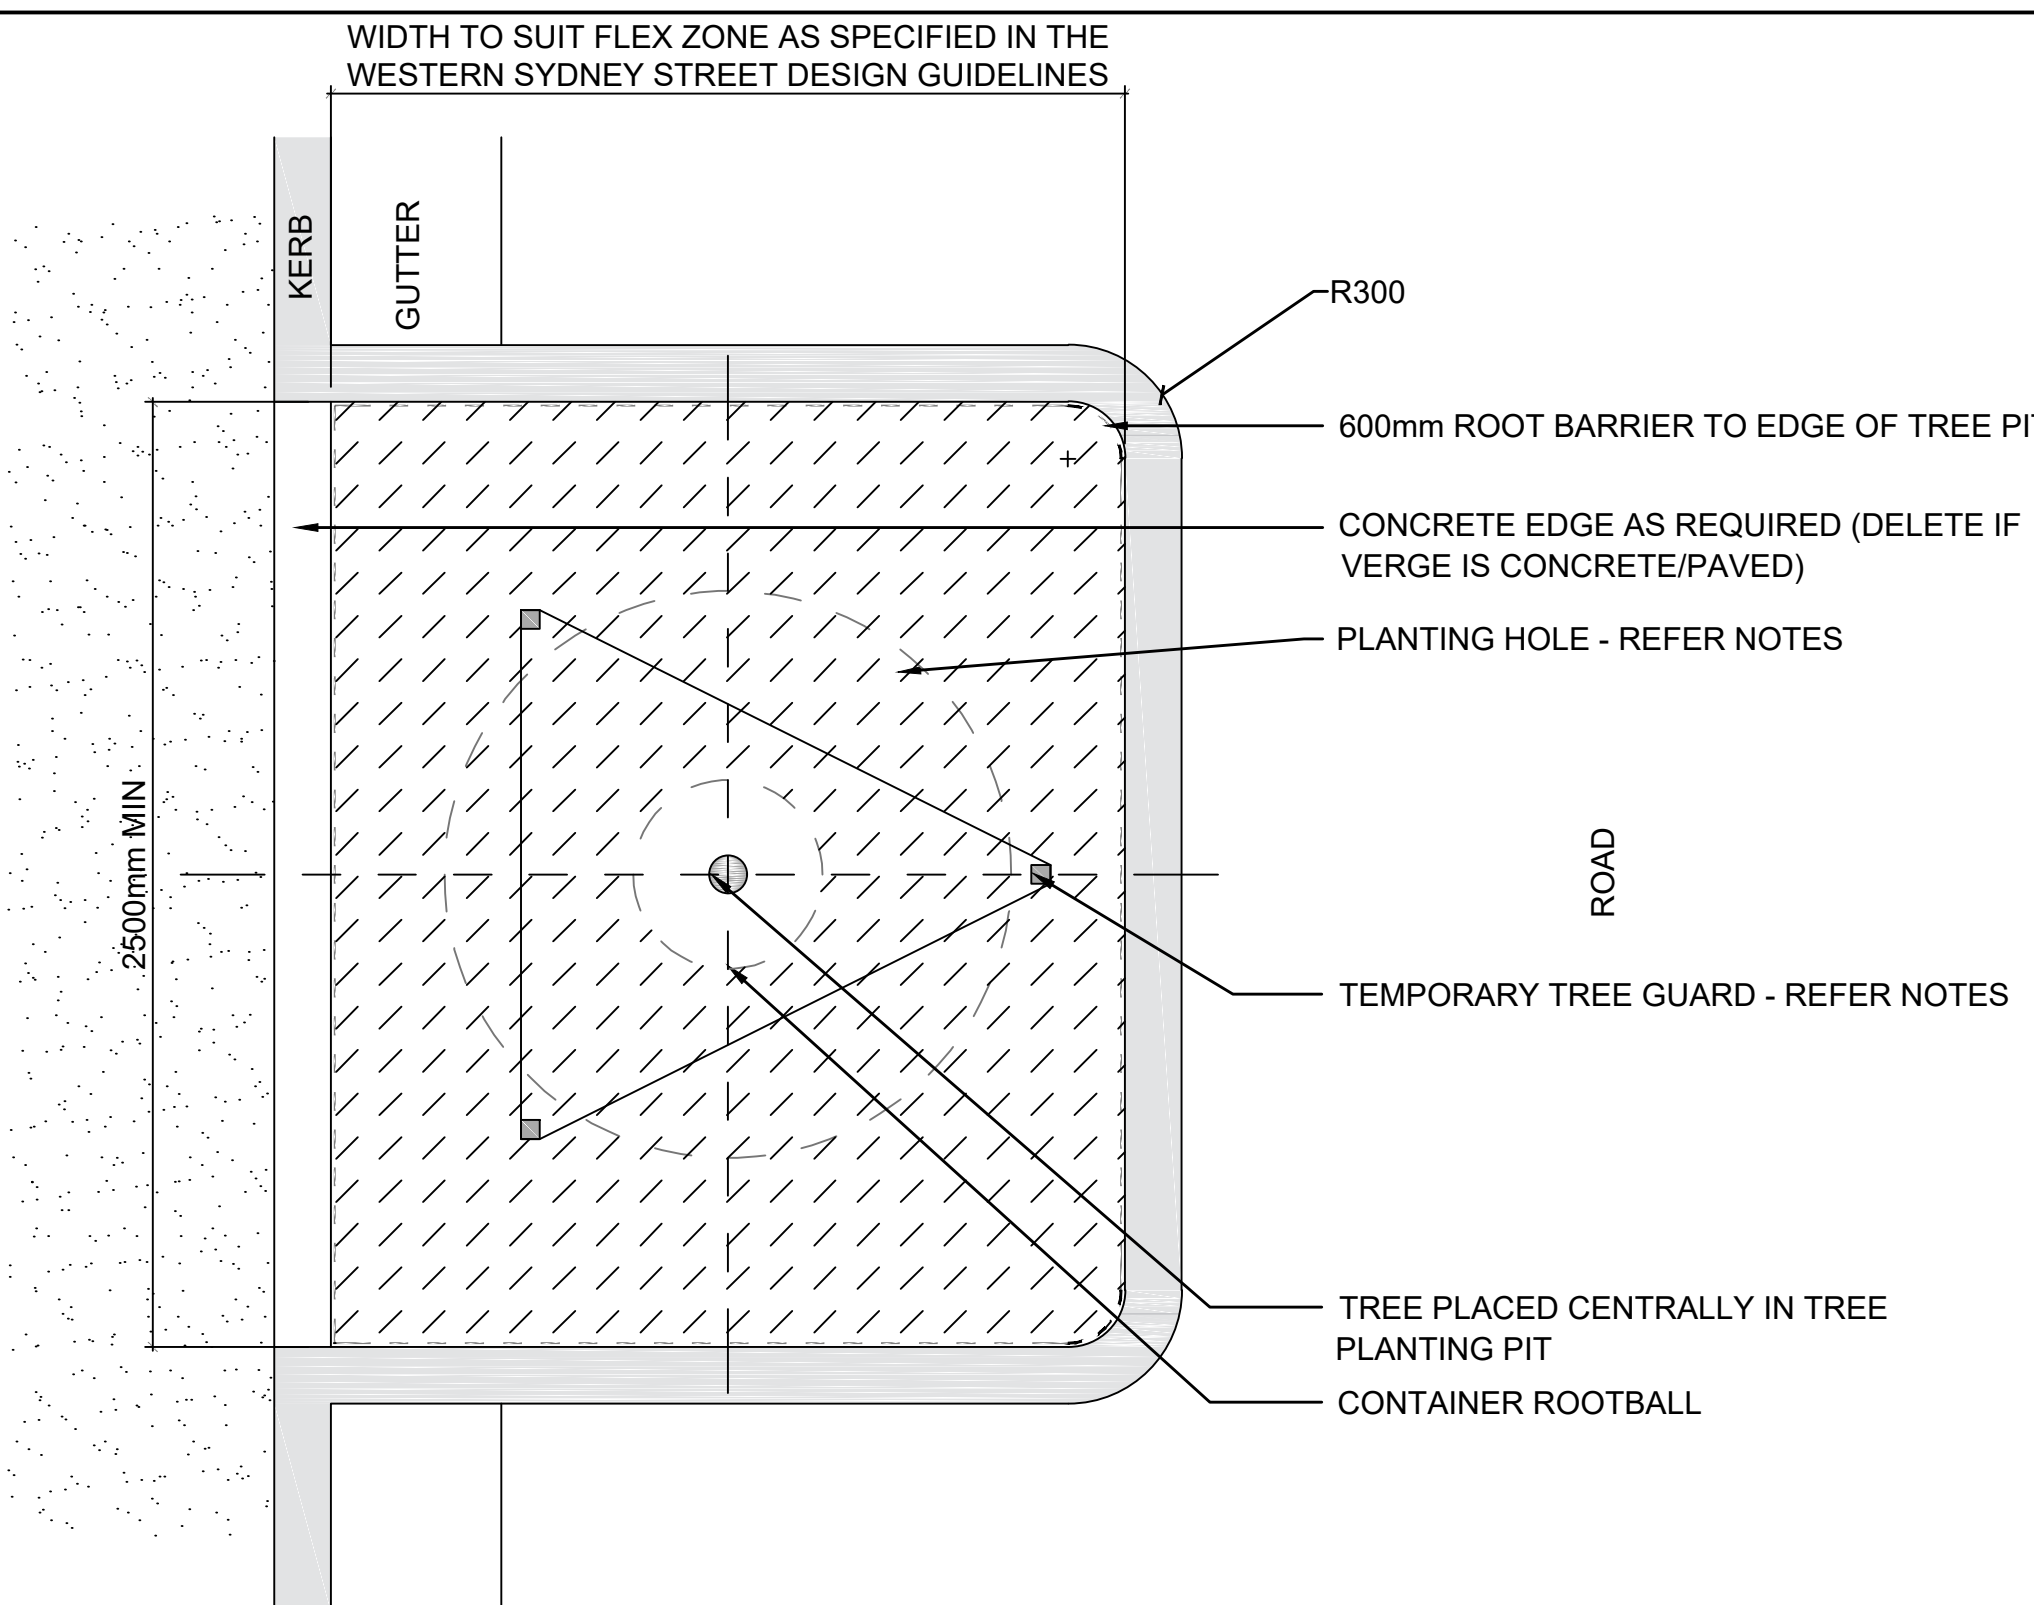 WIDTH TO SUIT FLEX ZONE AS SPECIFIED IN THE
WESTERN SYDNEY STREET DESIGN GUIDELINES
KERB
GUTTER
R300
600mm ROOT BARRIER TO EDGE OF TREE PI
CONCRETE EDGE AS REQUIRED (DELETE IF
VERGE IS CONCRETE/PAVED)
PLANTING HOLE - REFER NOTES
2500mm MIN
ROAD
TEMPORARY TREE GUARD - REFER NOTES
TREE PLACED CENTRALLY IN TREE
PLANTING PIT
CONTAINER ROOTBALL